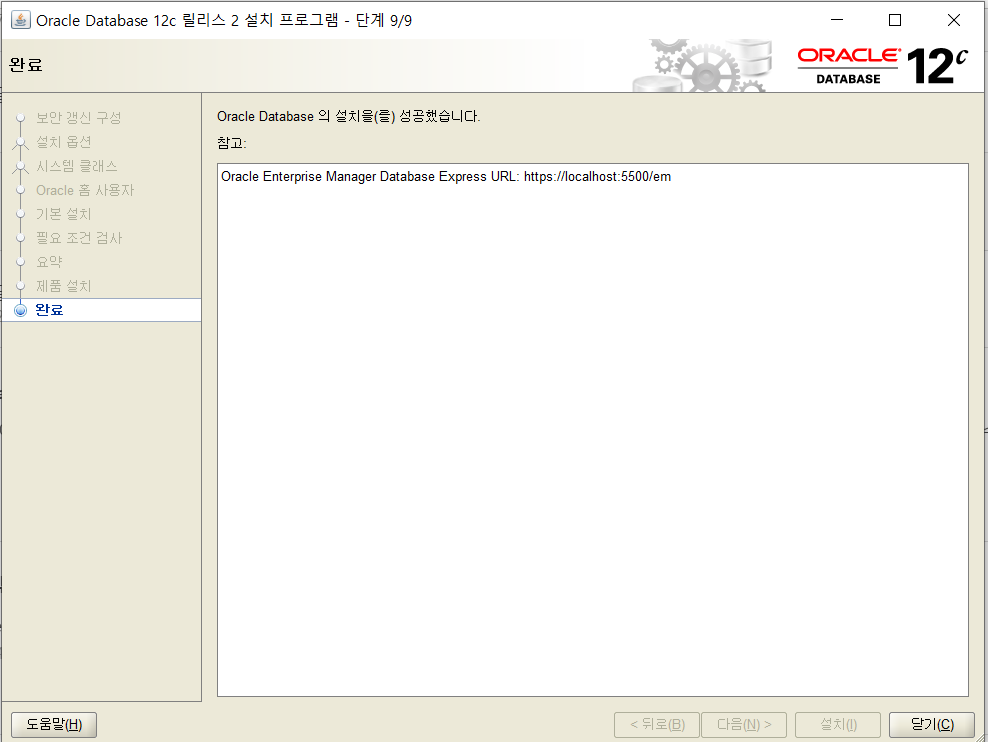 Oracle Database 12c 릴리스 2 설치 프로그램 - 단계 9/9
완료
ORACLE®
DATABASE
12c
보안 갱신 구성
설치 옵션
시스템 클래스
Oracle 홈 사용자
기본 설치
필요 조건 검사
요약
제품 설치
완료
Oracle Database 의 설치을(를) 성공했습니다.
참고:
Oracle Enterprise Manager Database Express URL: https://localhost:5500/em
도움말(H)
< 뒤로(B)
다음(N) >
설치(I)
닫기(C)